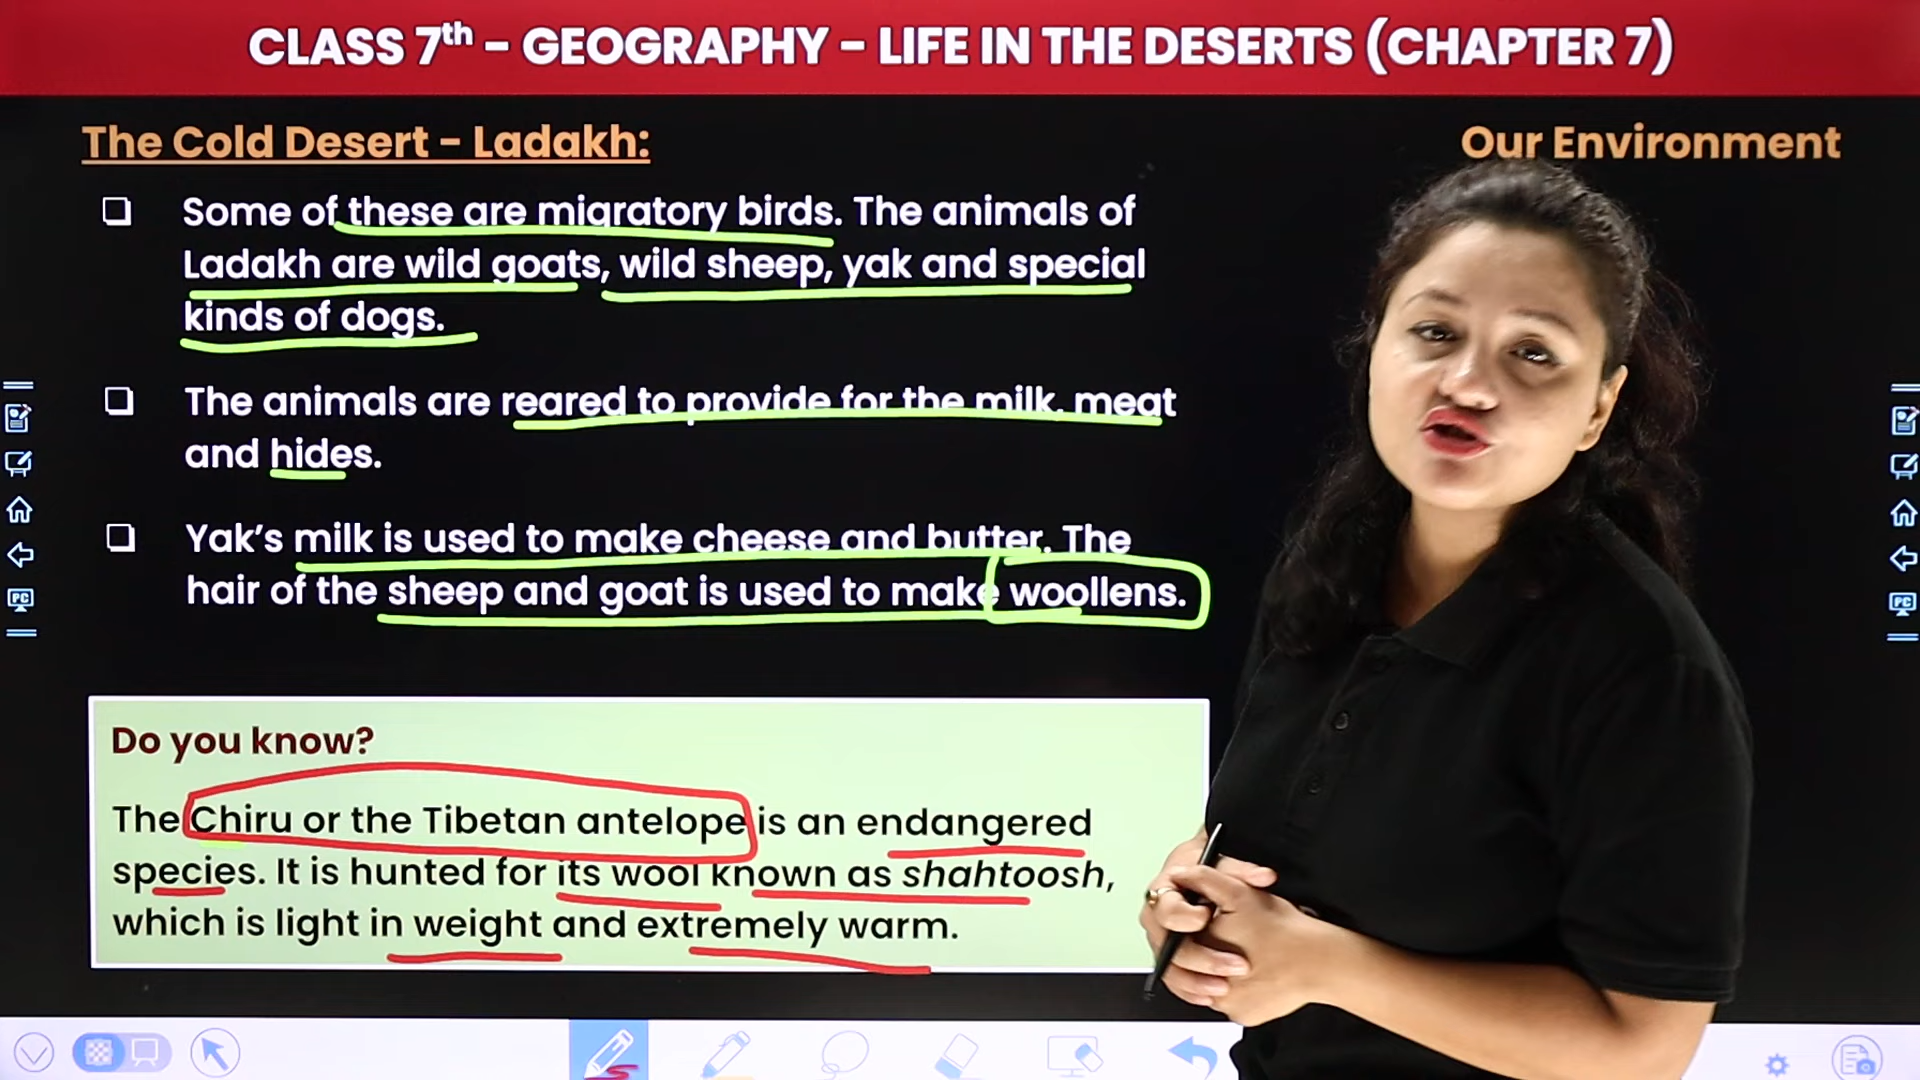 CLASS 7th - GEOGRAPHY - LIFE IN THE DESERTS (CHAPTER 7)
The Cold Desert - Ladakh:
Our Environment
Some of these are migratory birds. The animals of
Ladakh are wild goats, wild sheep, yak and special
kinds of dogs.
The animals are reared to provide for the milk, meat
and hides.
Yak's milk is used to make cheese and butter. The
hair of the sheep and goat is used to make woollens.
Do you know?
The Chiru or the Tibetan antelope is an endangered
species. It is hunted for its wool known as shahtoosh,
which is light in weight and extremely warm.
PC
PC